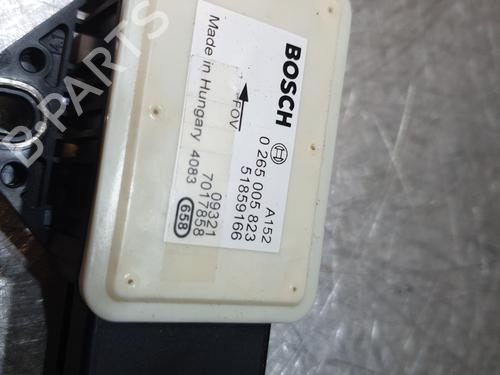 BOSCH
0 265 005 823
A152
51859166
FOV
Made in Hungary 4083
09321
7017858
658
B PARTS